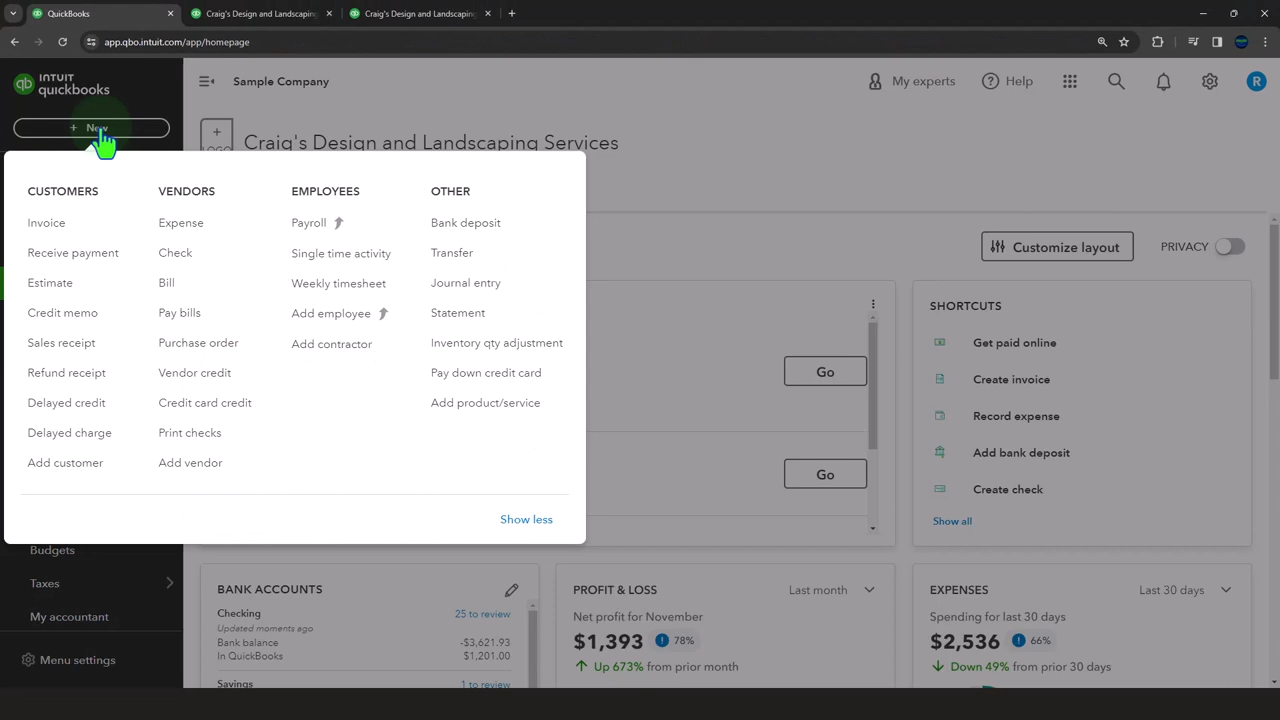 QuickBooks
Craig's Design and Landscaping
Craig's Design and Landscaping
app.qbo.intuit.com/app/homepage
INTUIT
quickbooks
Sample Company
My experts
Help
R
+ New
+
LOGO
Craig's Design and Landscaping Services
CUSTOMERS
Invoice
Receive payment
Estimate
Credit memo
Sales receipt
Refund receipt
Delayed credit
Delayed charge
Add customer
VENDORS
Expense
Check
Bill
Pay bills
Purchase order
Vendor credit
Credit card credit
Print checks
Add vendor
EMPLOYEES
Payroll
Single time activity
Weekly timesheet
Add employee
Add contractor
OTHER
Bank deposit
Transfer
Journal entry
Statement
Inventory qty adjustment
Pay down credit card
Add product/service
Show less
Customize layout
PRIVACY
Go
Go
SHORTCUTS
Get paid online
Create invoice
Record expense
Add bank deposit
Create check
Show all
Budgets
Taxes
My accountant
Menu settings
BANK ACCOUNTS
Checking
25 to review
Updated moments ago
Bank balance
-$3,621.93
In QuickBooks
$1,201.00
Savings
1 to review
PROFIT & LOSS
Last month
Net profit for November
$1,393
78%
Up 673% from prior month
EXPENSES
Last 30 days
Spending for last 30 days
$2,536
66%
Down 49% from prior 30 days